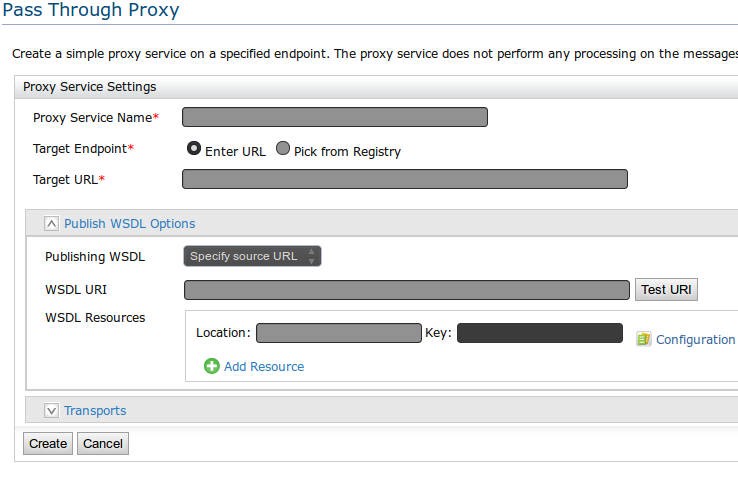 Pass Through Proxy
Create a simple proxy service on a specified endpoint. The proxy service does not perform any processing on the messages
Proxy Service Settings
Proxy Service Name*
Target Endpoint* Enter URL Pick from Registry
Target URL*
Publish WSDL Options
Publishing WSDL Specify source URL
WSDL URI Test URI
WSDL Resources
Location: Key: Configuration
Add Resource
Transports
Create Cancel